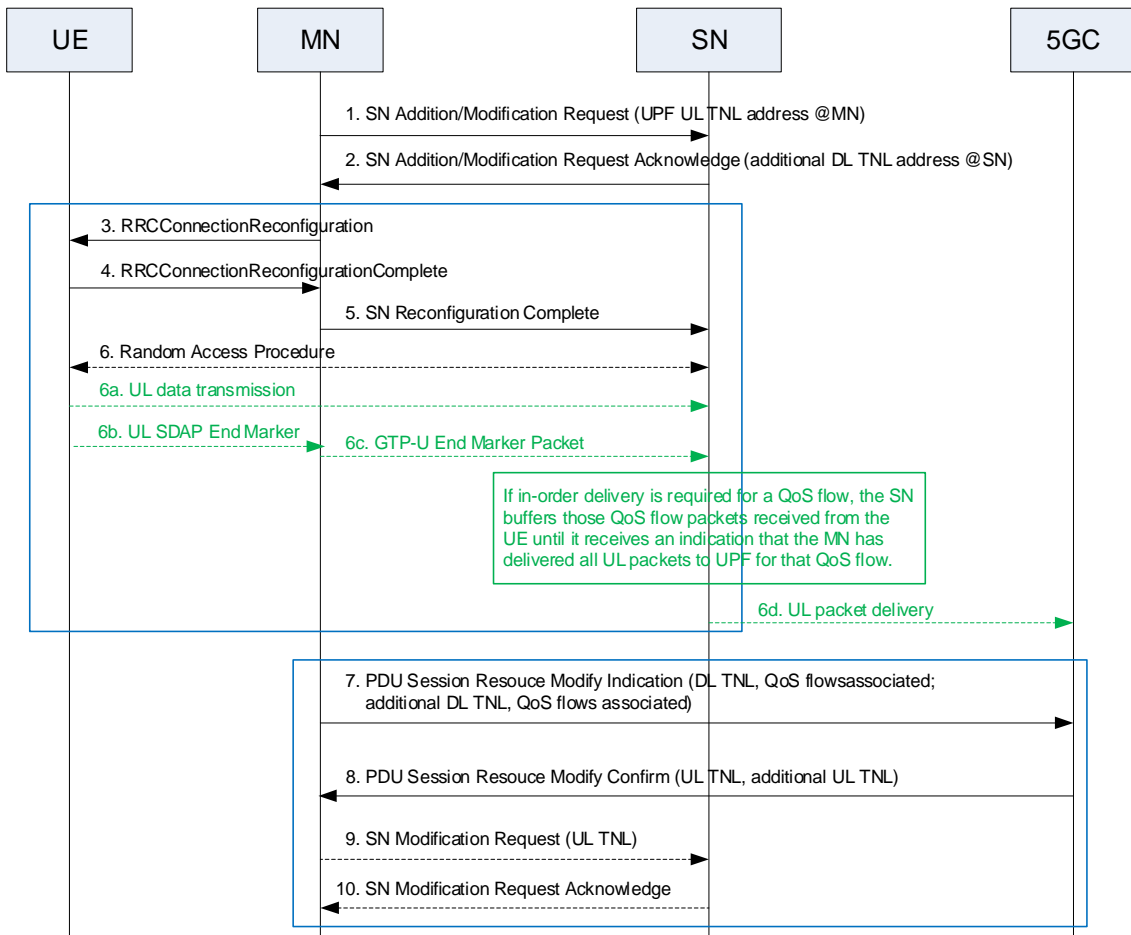 UE
MN
SN
5GC
1. SN Addition/Modification Request (UPF UL TNL address @MN)
2. SN Addition/Modification Request Acknowledge (additional DL TNL address @SN)
3. RRCConnectionReconfiguration
4. RRCConnectionReconfigurationComplete
5. SN Reconfiguration Complete
6. Random Access Procedure
6a. UL data transmission
6b. UL SDAP End Marker
6c. GTP-U End Marker Packet
If in-order delivery is required for a QoS flow, the SN
buffers those QoS flow packets received from the
UE until it receives an indication that the MN has
delivered all UL packets to UPF for that QoS flow.
6d. UL packet delivery
7. PDU Session Resouce Modify Indication (DL TNL, QoS flowsassociated;
additional DL TNL, QoS flows associated)
8. PDU Session Resouce Modify Confirm (UL TNL, additional UL TNL)
9. SN Modification Request (UL TNL)
10. SN Modification Request Acknowledge